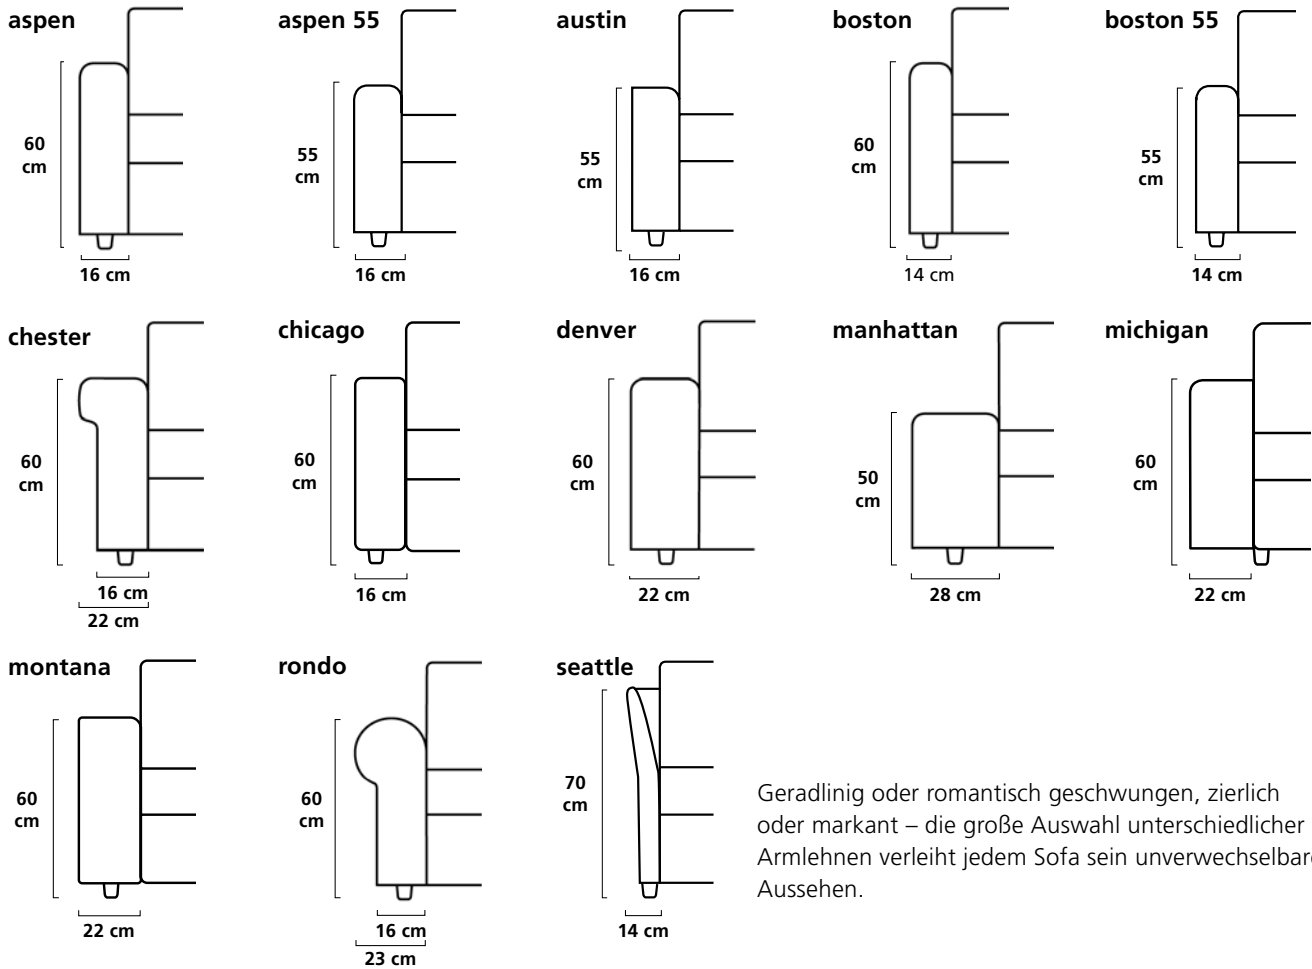 aspen
aspen 55
austin
boston
boston 55
60
cm
55
cm
55
cm
60
cm
55
cm
16 cm
16 cm
16 cm
14 cm
14 cm
chester
chicago
denver
manhattan
michigan
60
cm
60
cm
60
cm
50
cm
60
cm
16 cm
22 cm
16 cm
22 cm
28 cm
22 cm
montana
rondo
seattle
60
cm
60
cm
70
cm
22 cm
16 cm
23 cm
14 cm
Geradlinig oder romantisch geschwungen, zierlich
oder markant – die große Auswahl unterschiedlicher
Armlehnen verleiht jedem Sofa sein
Aussehen.